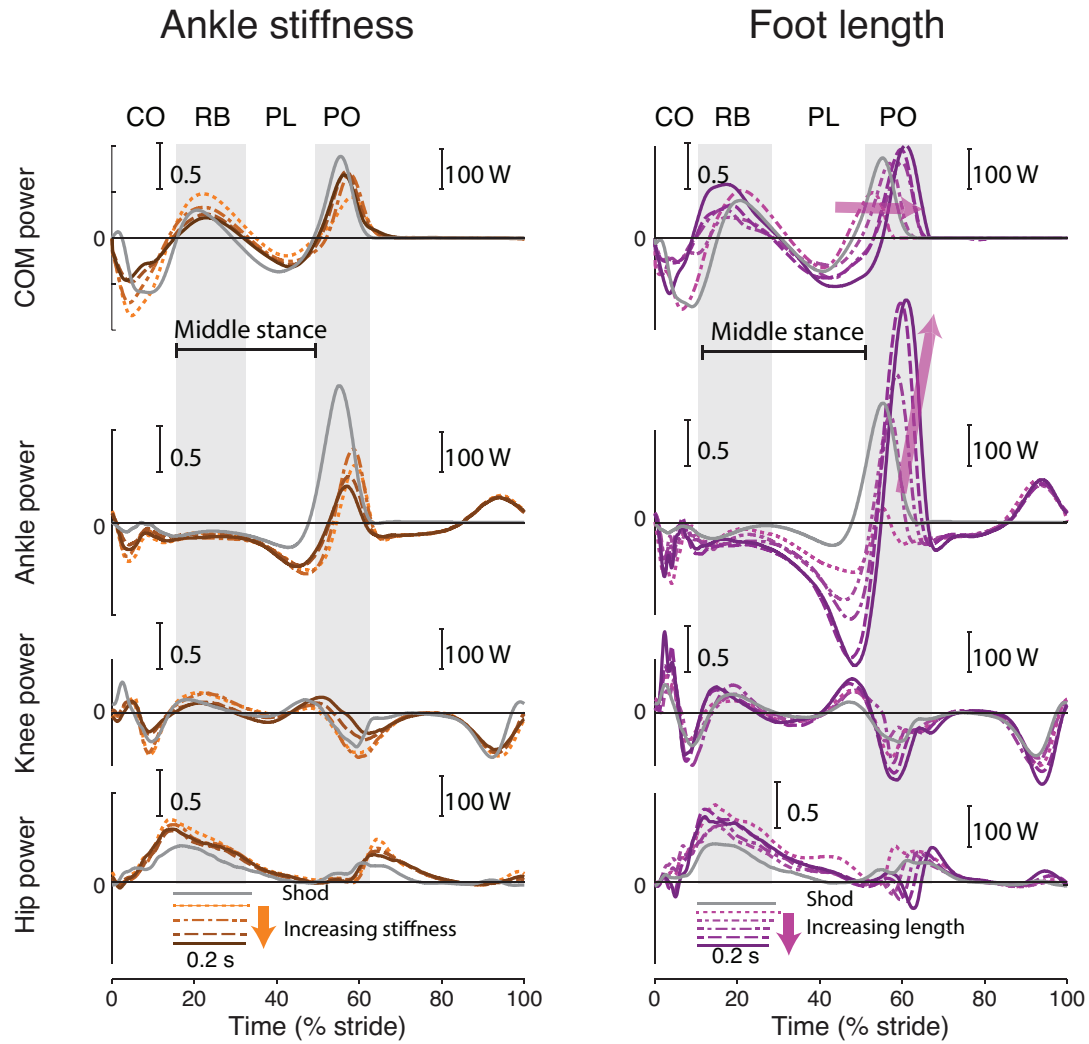 Ankle stiffness
Foot length
CO RB PL PO
CO RB PL PO
COM power
0.5
100 W
0
0.5
100 W
Middle stance
Middle stance
Ankle power
0.5
100 W
0
0.5
100 W
Knee power
0.5
100 W
0
0
0.5
100 W
Hip power
0.5
100 W
0
0
0.5
100 W
Shod
Increasing stiffness
0.2 s
Shod
Increasing length
0.2 s
0 20 40 60 80 100
Time (% stride)
0 20 40 60 80 100
Time (% stride)